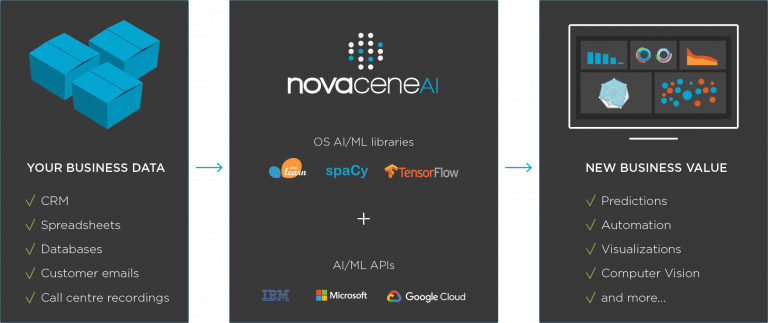 YOUR BUSINESS DATA
✓ CRM
✓ Spreadsheets
✓ Databases
✓ Customer emails
✓ Call centre recordings
novaceneAI
OS AI/ML libraries
learn
spaCy
TensorFlow
+
AI/ML APIs
IBM
Microsoft
Google Cloud
NEW BUSINESS VALUE
✓ Predictions
✓ Automation
✓ Visualizations
✓ Computer Vision
✓ and more...